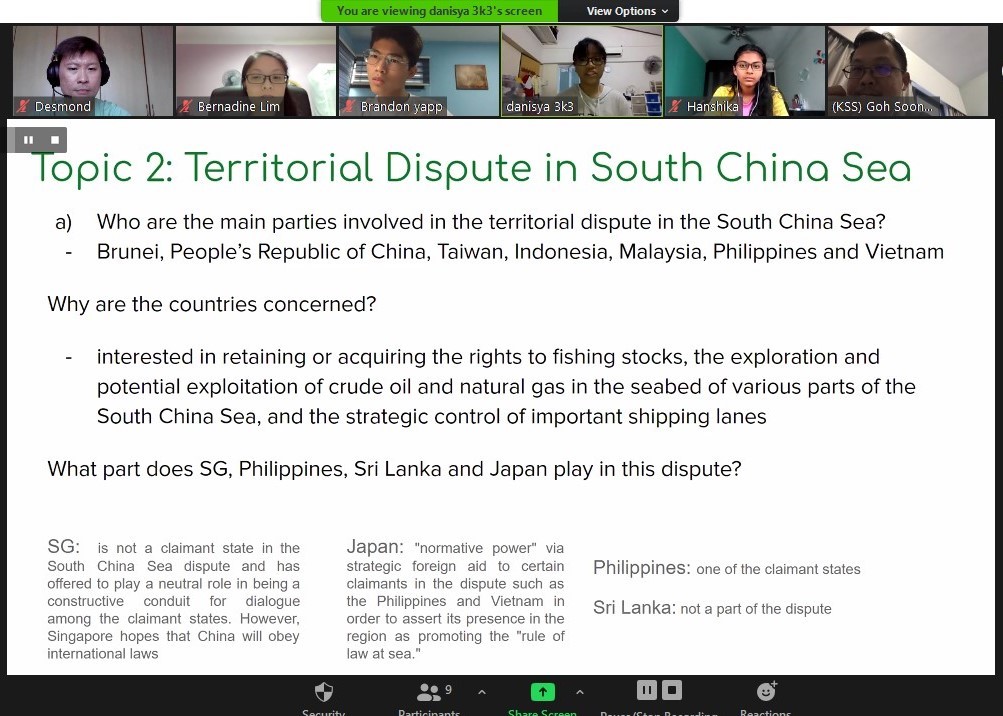 You are viewing danisya 3k3's screen
View Options
Desmond
Bernadine Lim
Brandon yapp
danisya 3k3
Hanshika
(KSS) Goh Soon...
Topic 2: Territorial Dispute in South China Sea
a) Who are the main parties involved in the territorial dispute in the South China Sea?
- Brunei, People's Republic of China, Taiwan, Indonesia, Malaysia, Philippines and Vietnam
Why are the countries concerned?
- interested in retaining or acquiring the rights to fishing stocks, the exploration and
potential exploitation of crude oil and natural gas in the seabed of various parts of the
South China Sea, and the strategic control of important shipping lanes
What part does SG, Philippines, Sri Lanka and Japan play in this dispute?
SG: is not a claimant state in the
South China Sea dispute and has
offered to play a neutral role in being a
constructive conduit for dialogue
among the claimant states. However,
Singapore hopes that China will obey
international laws
Japan: "normative power" via
strategic foreign aid to certain
claimants in the dispute such as
the Philippines and Vietnam in
order to assert its presence in the
region as promoting the "rule of
law at sea."
Philippines: one of the claimant states
Sri Lanka: not a part of the dispute
9
Security
Participants
Share Screen
Pause/Stop Recording
Reactions